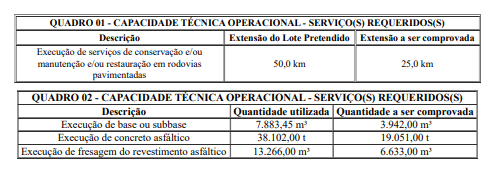 QUADRO 01 - CAPACIDADE TÉCNICA OPERACIONAL - SERVIÇO(S) REQUERIDOS(S)
Descrição Extensão do Lote Pretendido Extensão a ser comprovada
Execução de serviços de conservação e/ou
manutenção e/ou restauração em rodovias
pavimentadas
50,0 km 25,0 km
QUADRO 02 - CAPACIDADE TÉCNICA OPERACIONAL - SERVIÇO(S) REQUERIDOS(S)
Descrição Quantidade utilizada Quantidade a ser comprovada
Execução de base ou subbase 7.883,45 m³ 3.942,00 m³
Execução de concreto asfáltico 38.102,00 t 19.051,00 t
Execução de fresagem do revestimento asfáltico 13.266,00 m³ 6.633,00 m³